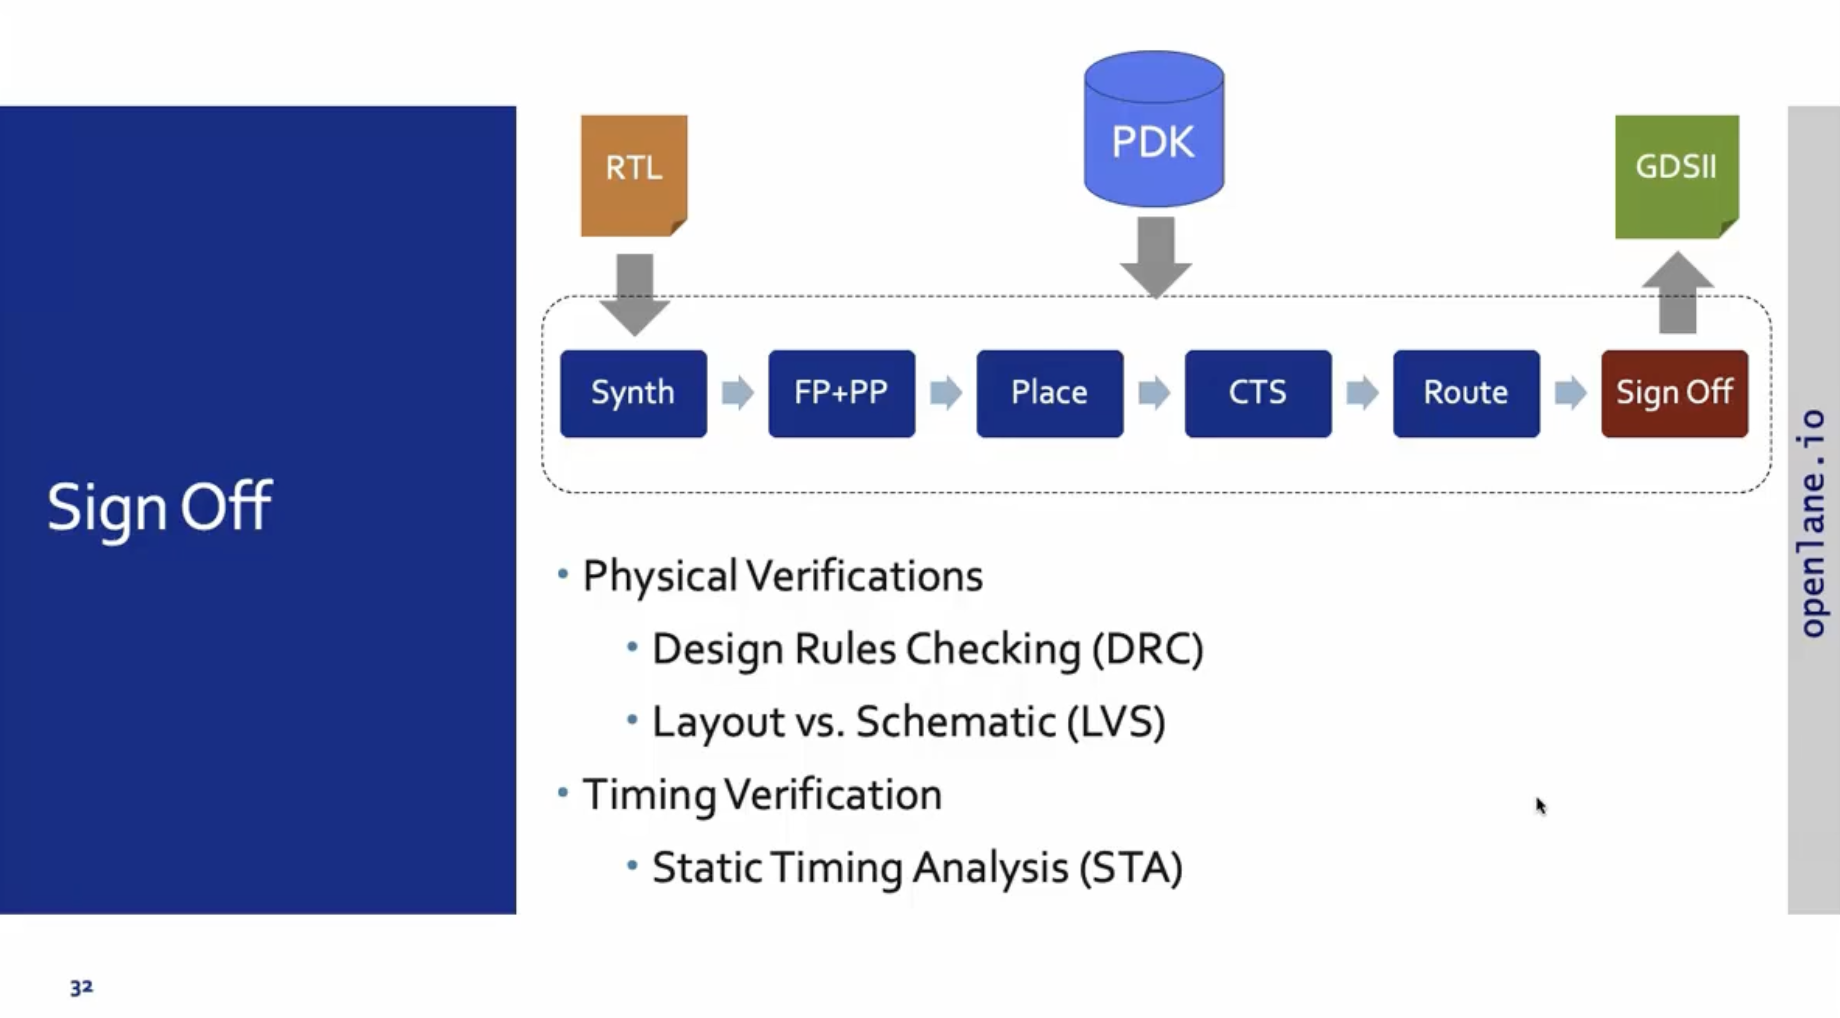 PDK
RTL
GDSII
Synth
FP+PP
Place
CTS
Route
Sign Off
Sign Off
• Physical Verifications
• Design Rules Checking (DRC)
• Layout vs. Schematic (LVS)
• Timing Verification
• Static Timing Analysis (STA)
openlane.io
32